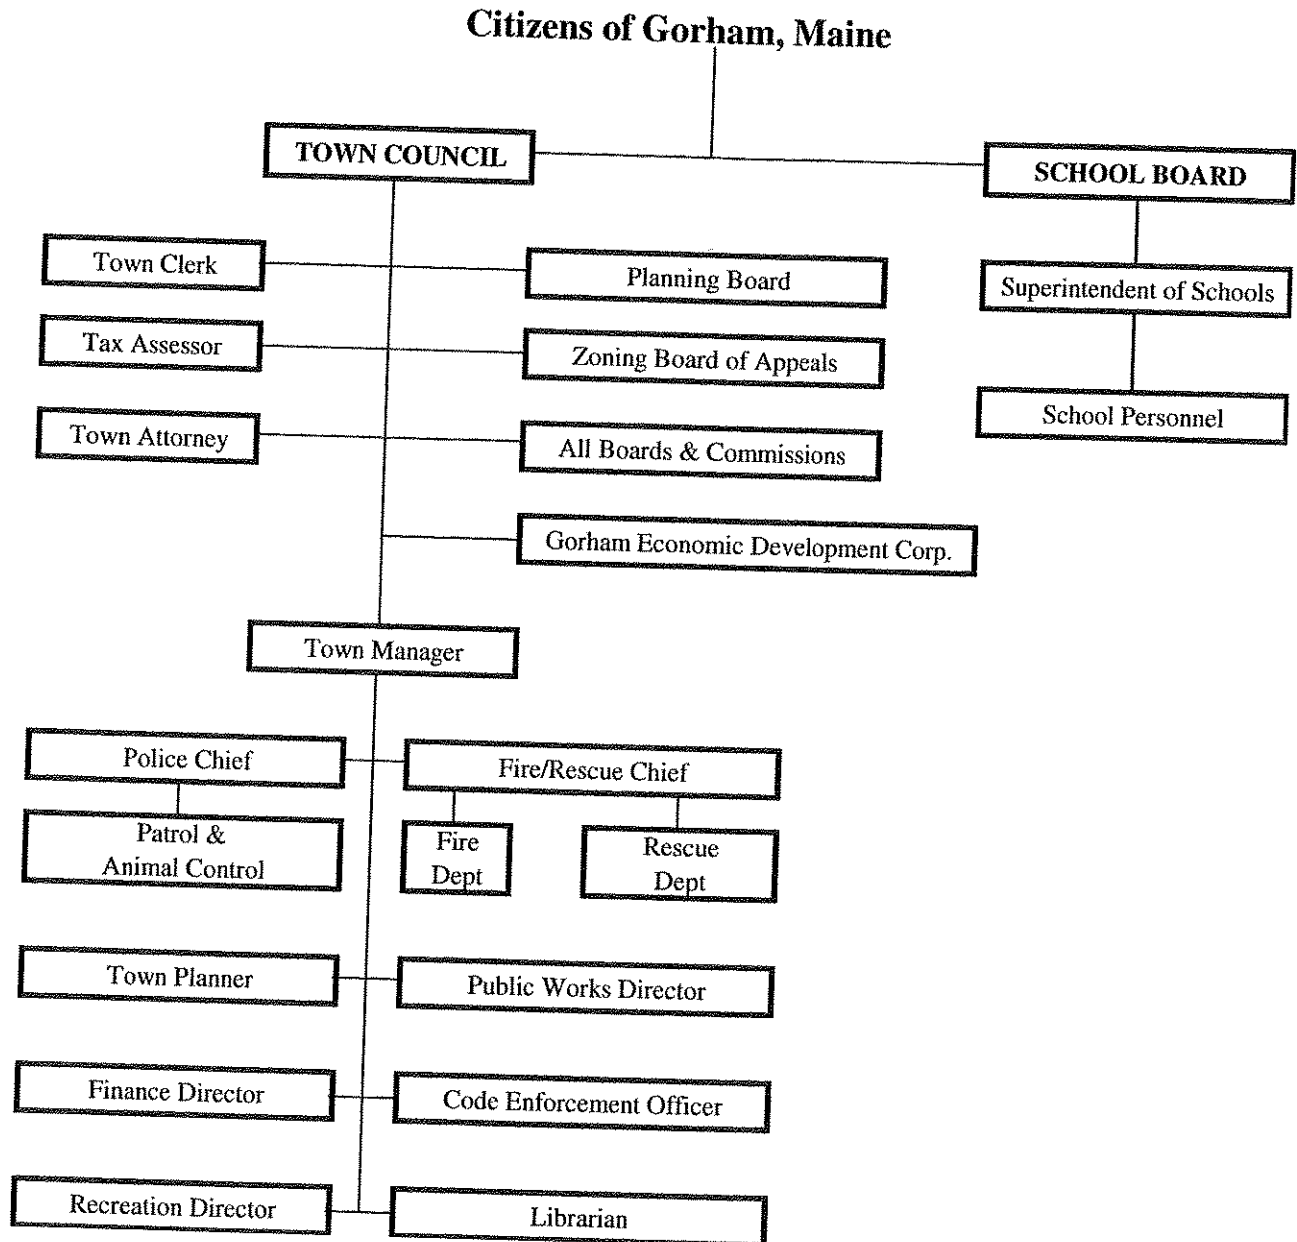 Citizens of Gorham, Maine
TOWN COUNCIL
SCHOOL BOARD
Town Clerk
Planning Board
Superintendent of Schools
Tax Assessor
Zoning Board of Appeals
School Personnel
Town Attorney
All Boards & Commissions
Gorham Economic Development Corp.
Town Manager
Police Chief
Fire/Rescue Chief
Patrol &
Animal Control
Fire
Dept
Rescue
Dept
Town Planner
Public Works Director
Finance Director
Code Enforcement Officer
Recreation Director
Librarian